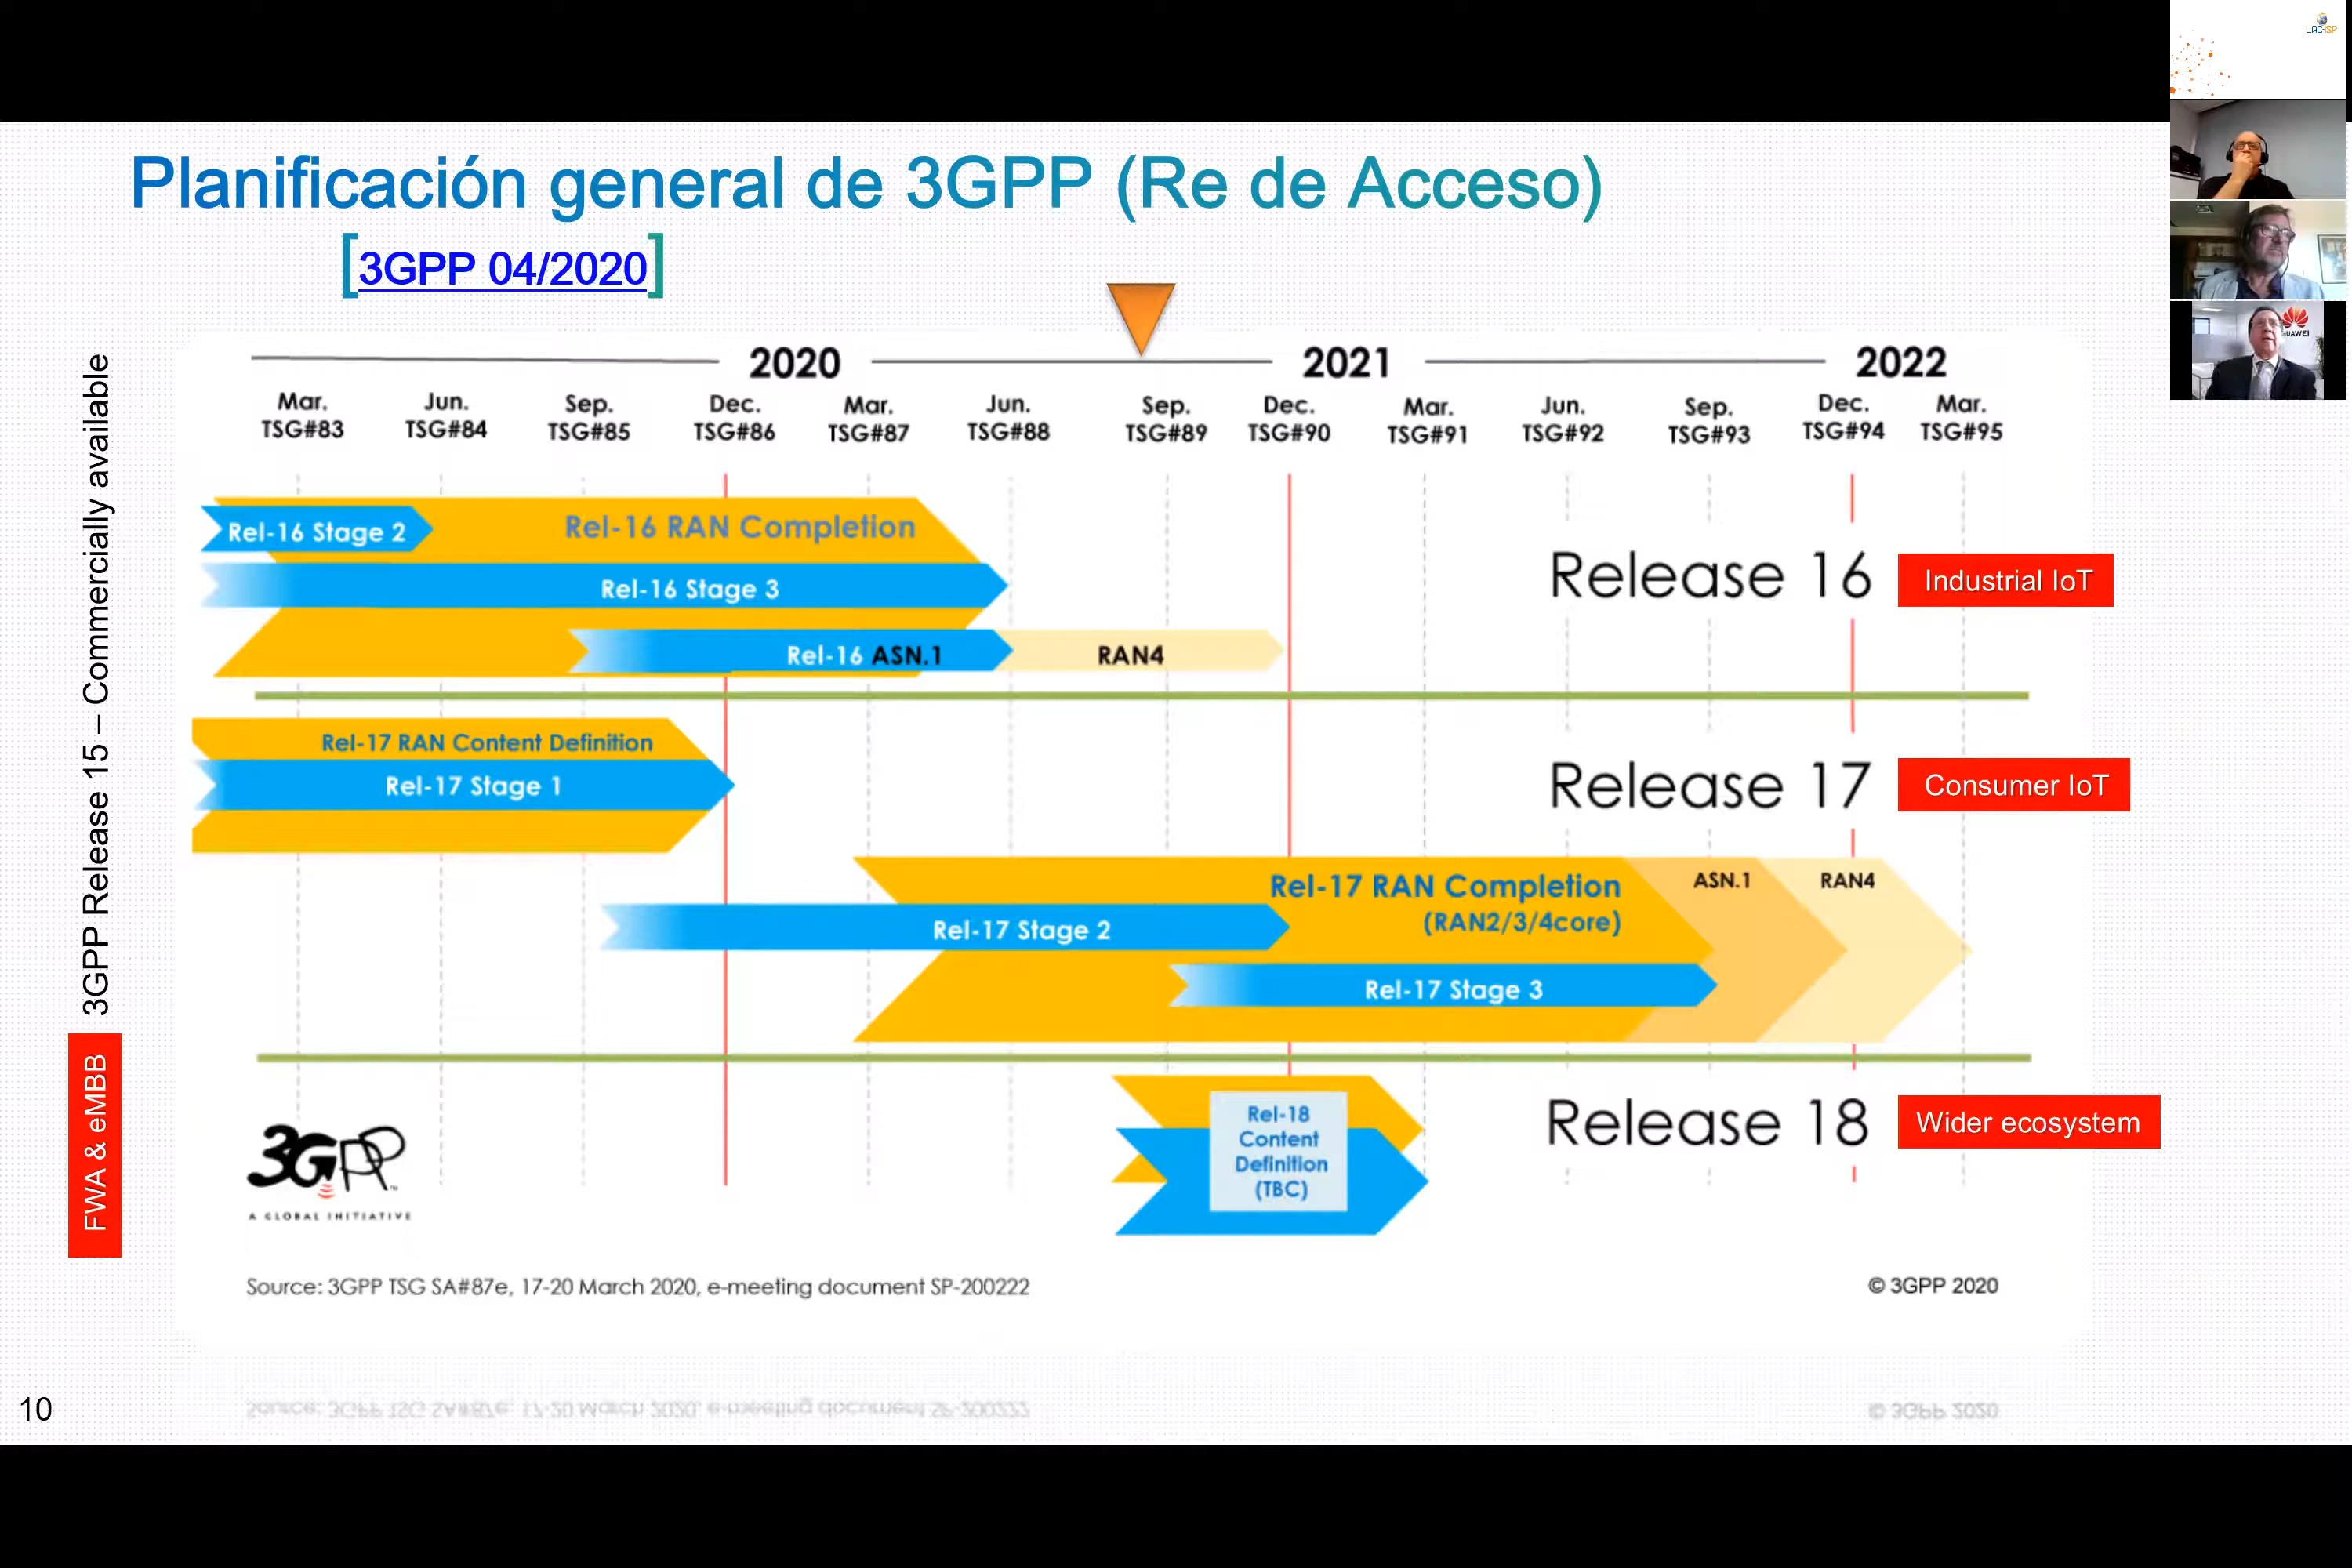 Planificación general de 3GPP (Re de Acceso)
[3GPP 04/2020]
LAC-ISP
HUAWEI
3GPP Release 15 – Commercially available
FWA & eMBB
2020 2021 2022
Mar. Jun. Sep. Dec. Mar. Jun. Sep. Dec. Mar. Jun. Sep. Dec. Mar.
TSG#83 TSG#84 TSG#85 TSG#86 TSG#87 TSG#88 TSG#89 TSG#90 TSG#91 TSG#92 TSG#93 TSG#94 TSG#95
Rel-16 Stage 2
Rel-16 RAN Completion
Rel-16 Stage 3
Release 16
Industrial IoT
Rel-16 ASN.1
RAN4
Rel-17 RAN Content Definition
Rel-17 Stage 1
Release 17
Consumer IoT
Rel-17 RAN Completion
(RAN2/3/4core)
ASN.1
RAN4
Rel-17 Stage 2
Rel-17 Stage 3
Rel-18
Content
Definition
(TBC)
Release 18
Wider ecosystem
3GPP
TM
A GLOBAL INITIATIVE
Source: 3GPP TSG SA#87e, 17-20 March 2020, e-meeting document SP-200222
© 3GPP 2020
10